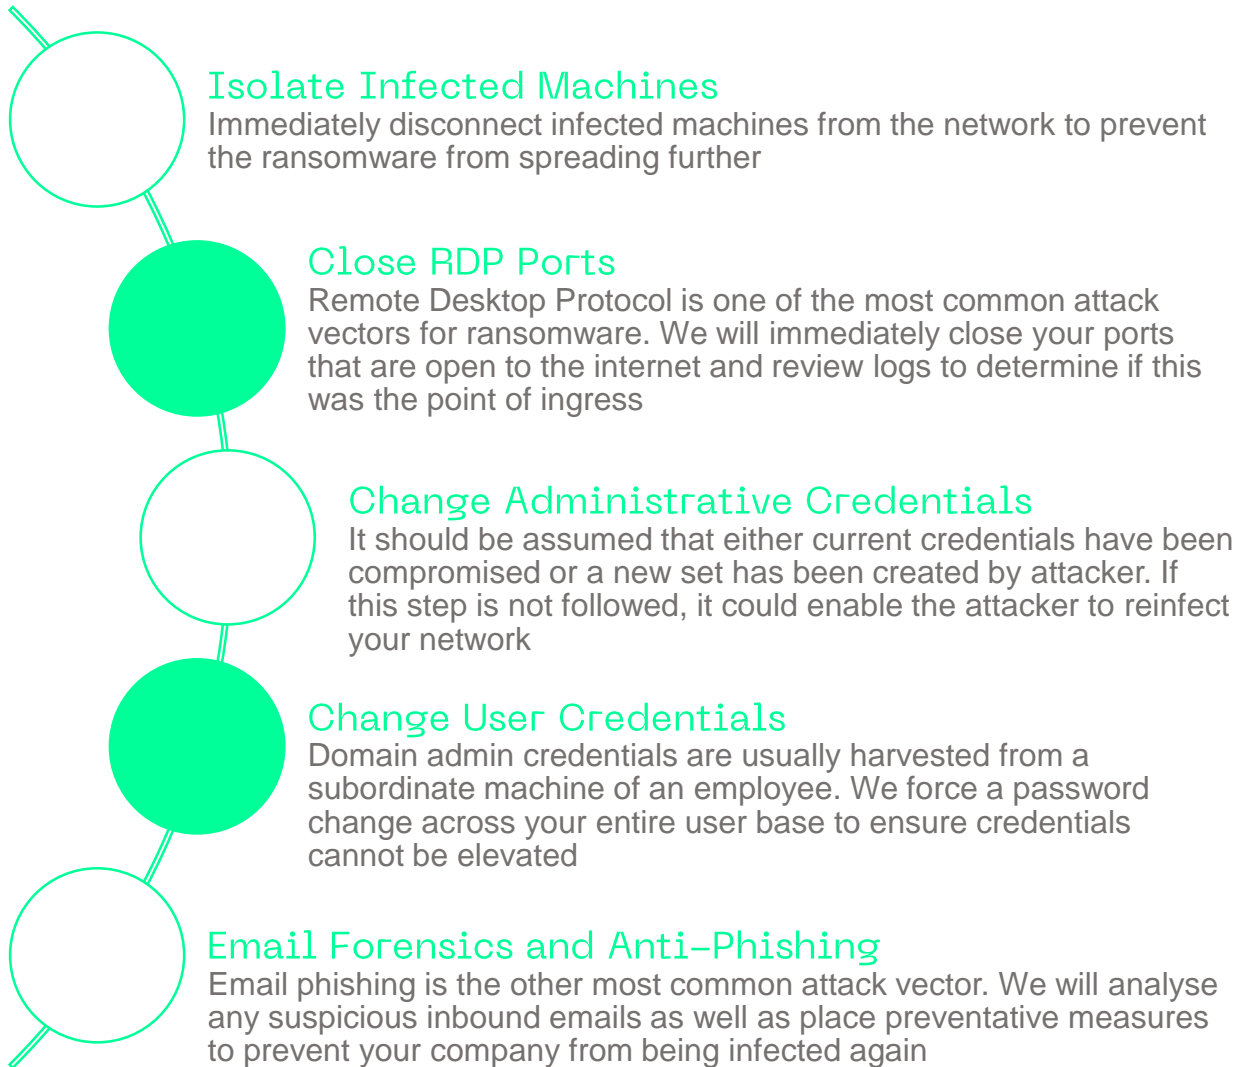 Isolate Infected Machines
Immediately disconnect infected machines from the network to prevent
the ransomware from spreading further
Close RDP Ports
Remote Desktop Protocol is one of the most common attack
vectors for ransomware. We will immediately close your ports
that are open to the internet and review logs to determine if this
was the point of ingress
Change Administrative Credentials
It should be assumed that either current credentials have been
compromised or a new set has been created by attacker. If
this step is not followed, it could enable the attacker to reinfect
your network
Change User Credentials
Domain admin credentials are usually harvested from a
subordinate machine of an employee. We force a password
change across your entire user base to ensure credentials
cannot be elevated
Email Forensics and Anti-Phishing
Email phishing is the other most common attack vector. We will analyse
any suspicious inbound emails as well as place preventative measures
to prevent your company from being infected again